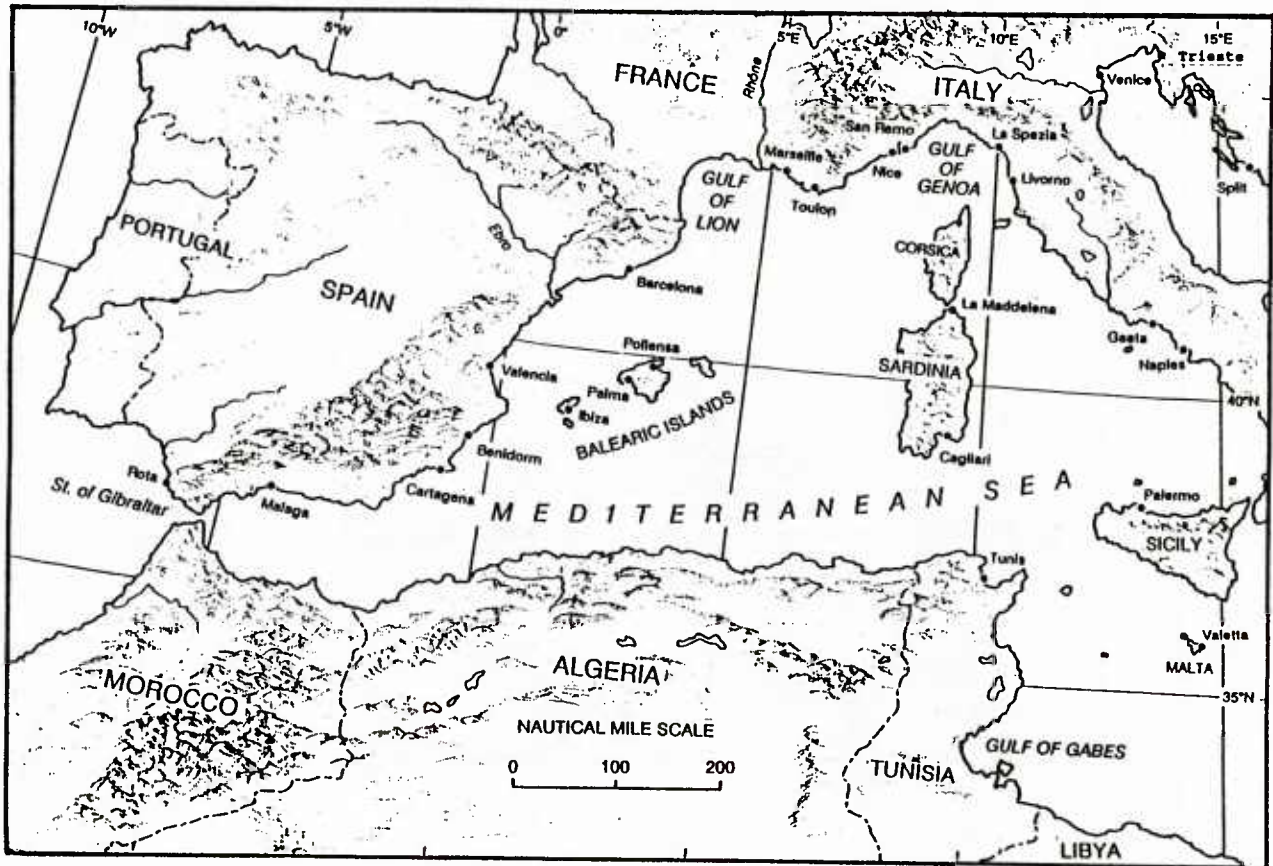 10°W
5°W
0°
5°E
10°E
15°E
Trieste
Venice
FRANCE
Rhône
ITALY
San Remo
La Spezia
Marseille
Nice
GULF
OF
GENOA
Livorno
Split
GULF
OF
LION
Toulon
PORTUGAL
Ebro
CORSICA
SPAIN
Barcelona
La Maddelena
Pollensa
Gaeta
Naples
Valencia
Palma
SARDINIA
40°N
Ibiza
BALEARIC ISLANDS
Benidorm
Cagliari
Rota
Cartagena
St. of Gibraltar
Malaga
MEDITERRANEAN SEA
Palermo
SICILY
Tunis
Valetta
MALTA
ALGERIA
MOROCCO
35°N
NAUTICAL MILE SCALE
GULF OF GABES
0 100 200
TUNISIA
LIBYA